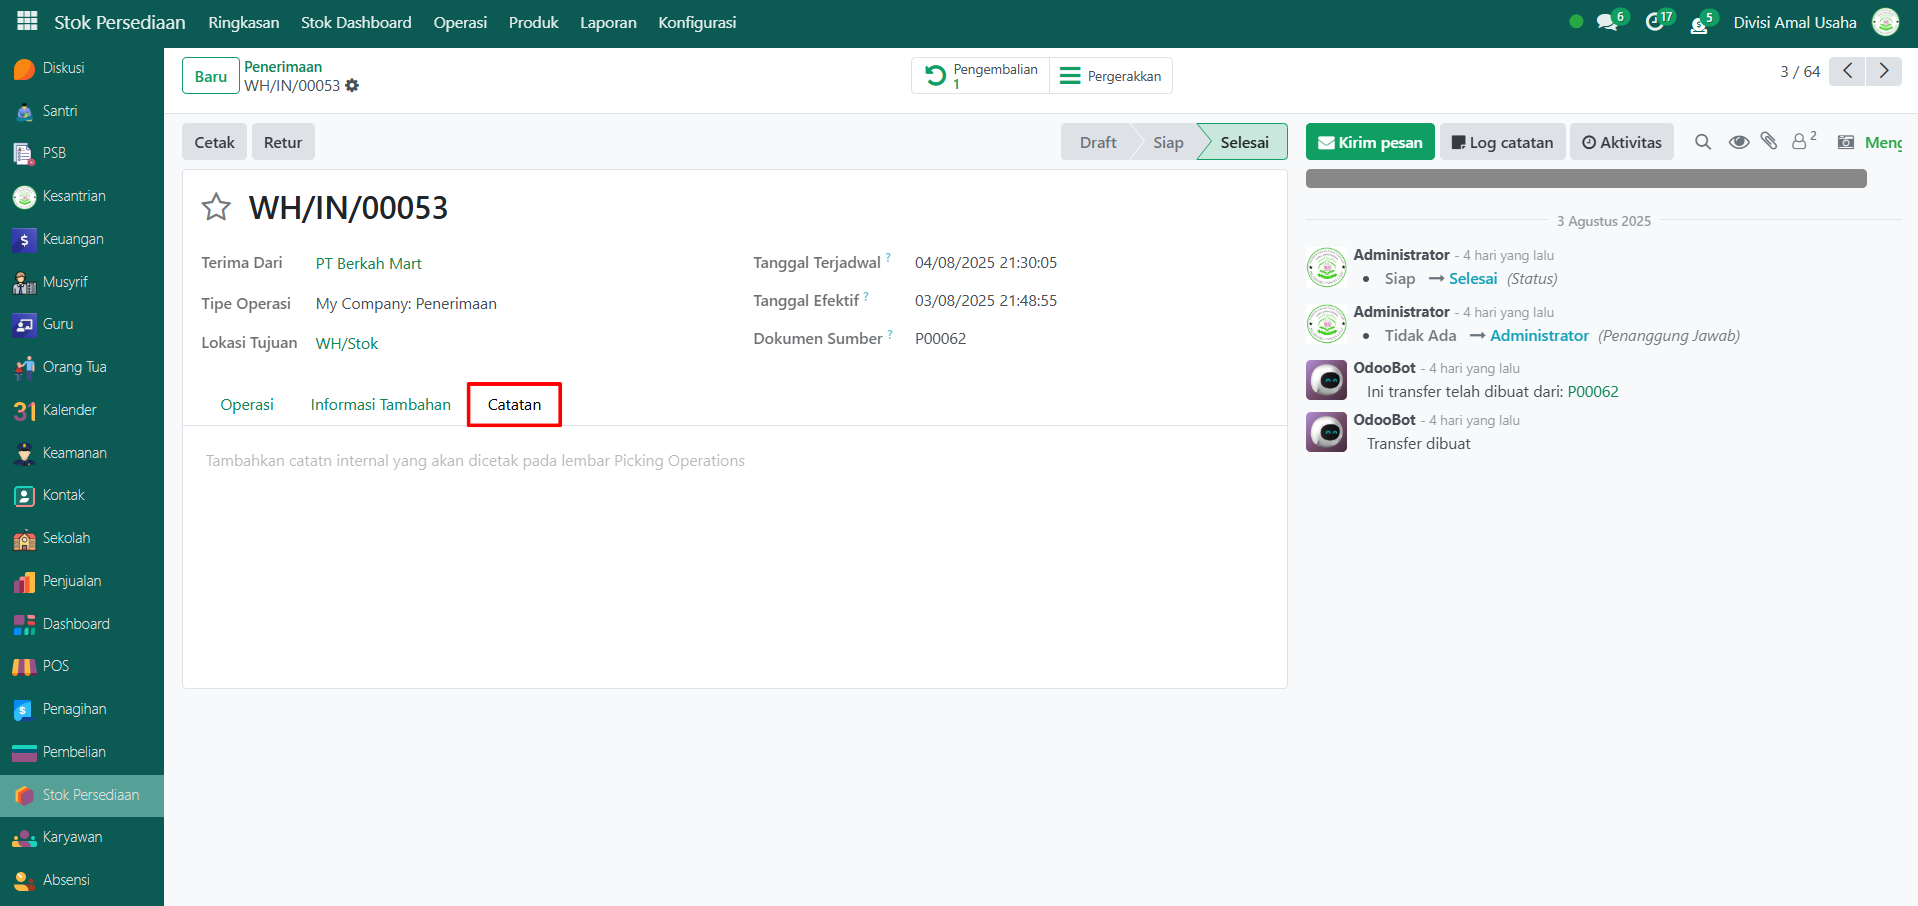 Stok Persediaan Ringkasan Stok Dashboard Operasi Produk Laporan Konfigurasi 6 17 5 Divisi Amal Usaha
Diskusi
Santri
PSB
Kesantrian
Keuangan
Musyrif
Guru
Orang Tua
31 Kalender
Keamanan
Kontak
Sekolah
Penjualan
Dashboard
POS
Penagihan
Pembelian
Stok Persediaan
Karyawan
Absensi
Baru
Penerimaan
WH/IN/00053
Pengembalian
1
Pergerakkan
3 / 64
Cetak Retur
Draft Siap Selesai
WH/IN/00053
Terima Dari PT Berkah Mart
Tipe Operasi My Company: Penerimaan
Lokasi Tujuan WH/Stok
Tanggal Terjadwal ? 04/08/2025 21:30:05
Tanggal Efektif ? 03/08/2025 21:48:55
Dokumen Sumber ? P00062
Operasi Informasi Tambahan Catatan
Tambahkan catatn internal yang akan dicetak pada lembar Picking Operations
Kirim pesan Log catatan Aktivitas 2 Meng
3 Agustus 2025
Administrator - 4 hari yang lalu
• Siap → Selesai (Status)
Administrator - 4 hari yang lalu
• Tidak Ada → Administrator (Penanggung Jawab)
OdooBot - 4 hari yang lalu
Ini transfer telah dibuat dari: P00062
OdooBot - 4 hari yang lalu
Transfer dibuat